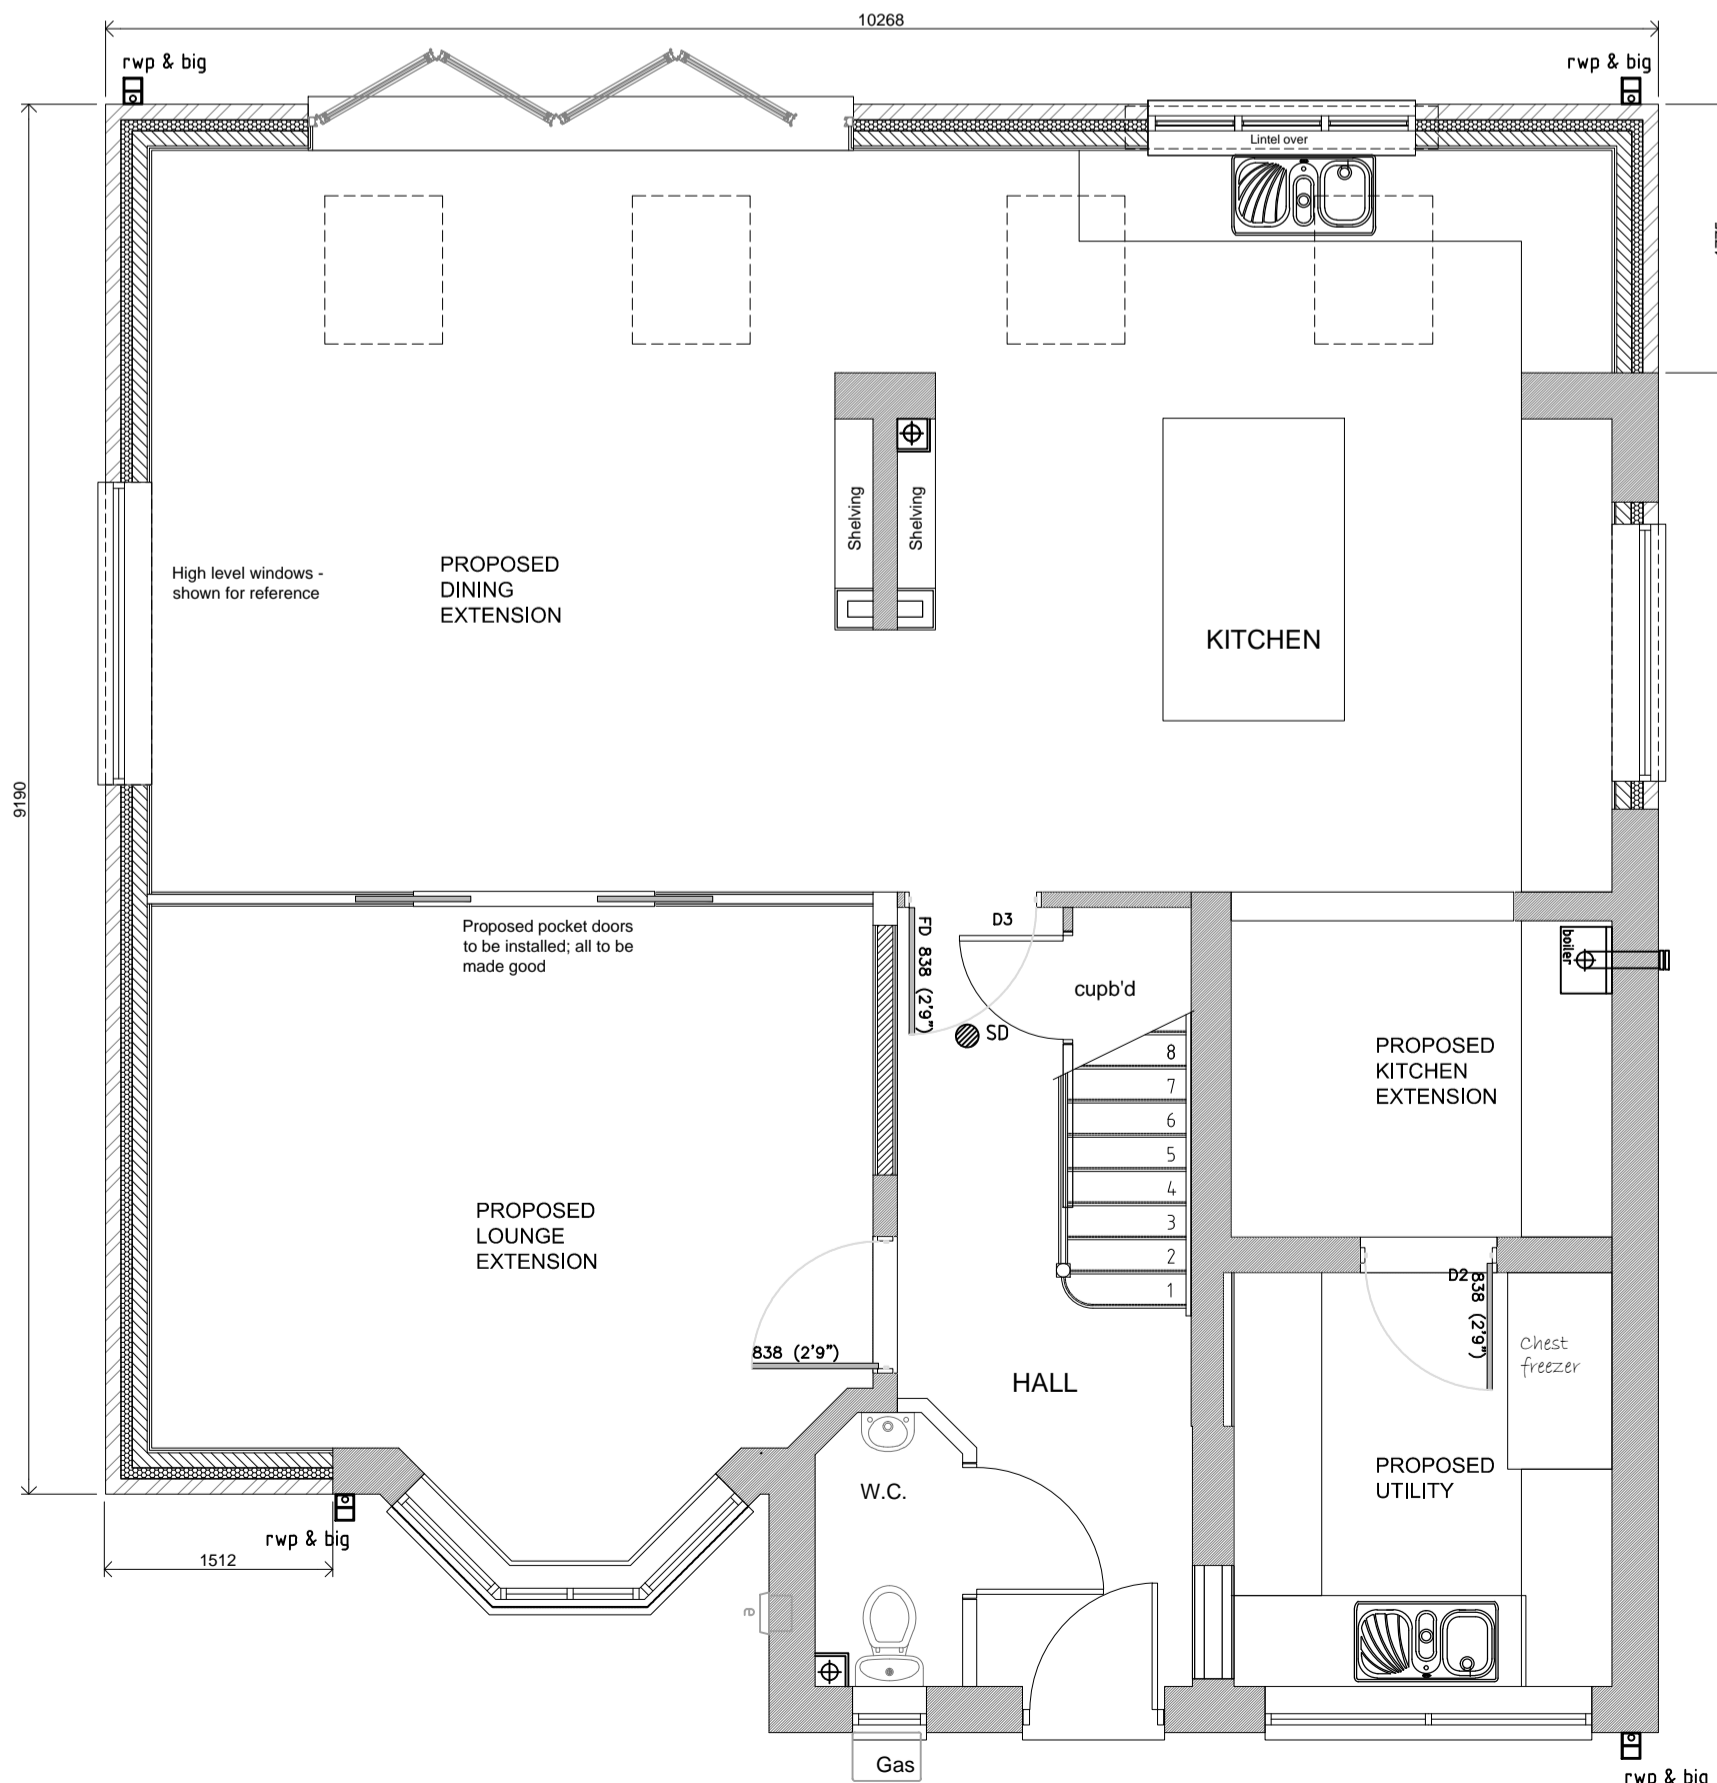 10268
rwp & big
rwp & big
Lintel over
Shelving
Shelving
High level windows -
shown for reference
PROPOSED
DINING
EXTENSION
KITCHEN
9190
Proposed pocket doors
to be installed; all to be
made good
FD 838 (2'9")
D3
cupb'd
SD
boiler
8
7
6
5
4
3
2
1
PROPOSED
KITCHEN
EXTENSION
PROPOSED
LOUNGE
EXTENSION
838 (2'9")
D2
838 (2'9")
Chest
freezer
HALL
W.C.
PROPOSED
UTILITY
rwp & big
1512
e
Gas
rwp & big